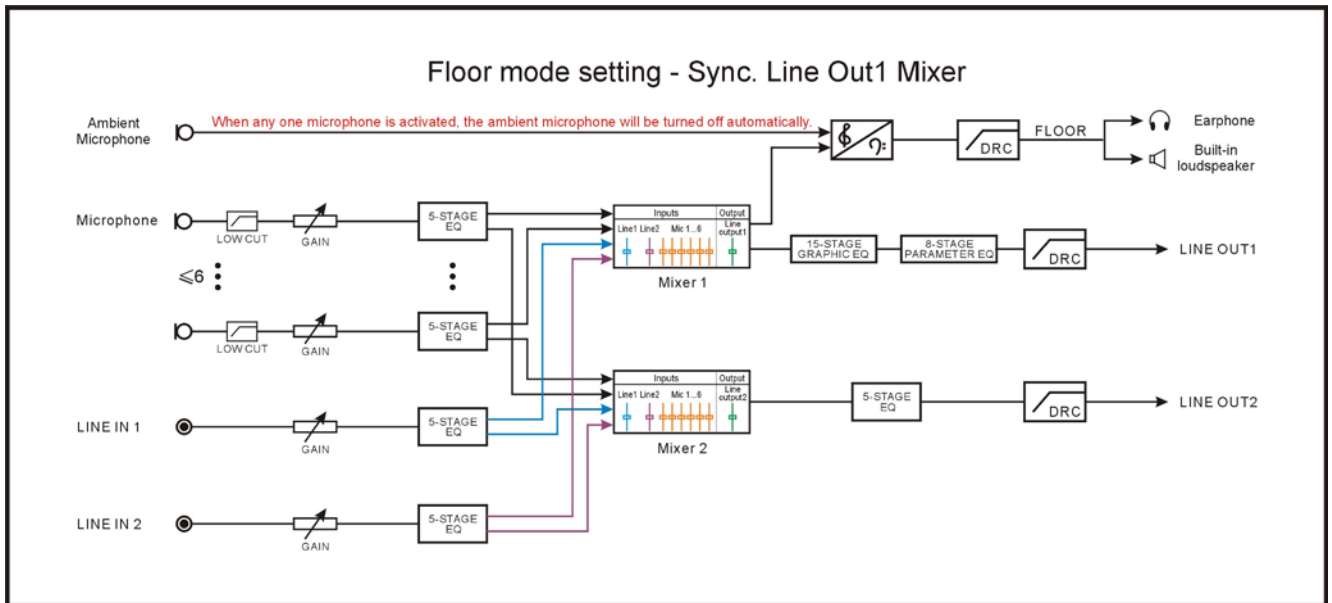 Floor mode setting - Sync. Line Out1 Mixer
Ambient
Microphone
When any one microphone is activated, the ambient microphone will be turned off automatically.
DRC
FLOOR
Earphone
Built-in
loudspeaker
Microphone
LOW CUT
GAIN
5-STAGE
EQ
Inputs
Output
Line1 Line2 Mic 1...6
Line
output1
Mixer 1
15-STAGE
GRAPHIC EQ
8-STAGE
PARAMETER EQ
DRC
LINE OUT1
≤6
LOW CUT
GAIN
5-STAGE
EQ
Inputs
Output
Line1 Line2 Mic 1...6
Line
output2
Mixer 2
5-STAGE
EQ
DRC
LINE OUT2
LINE IN 1
GAIN
5-STAGE
EQ
LINE IN 2
GAIN
5-STAGE
EQ